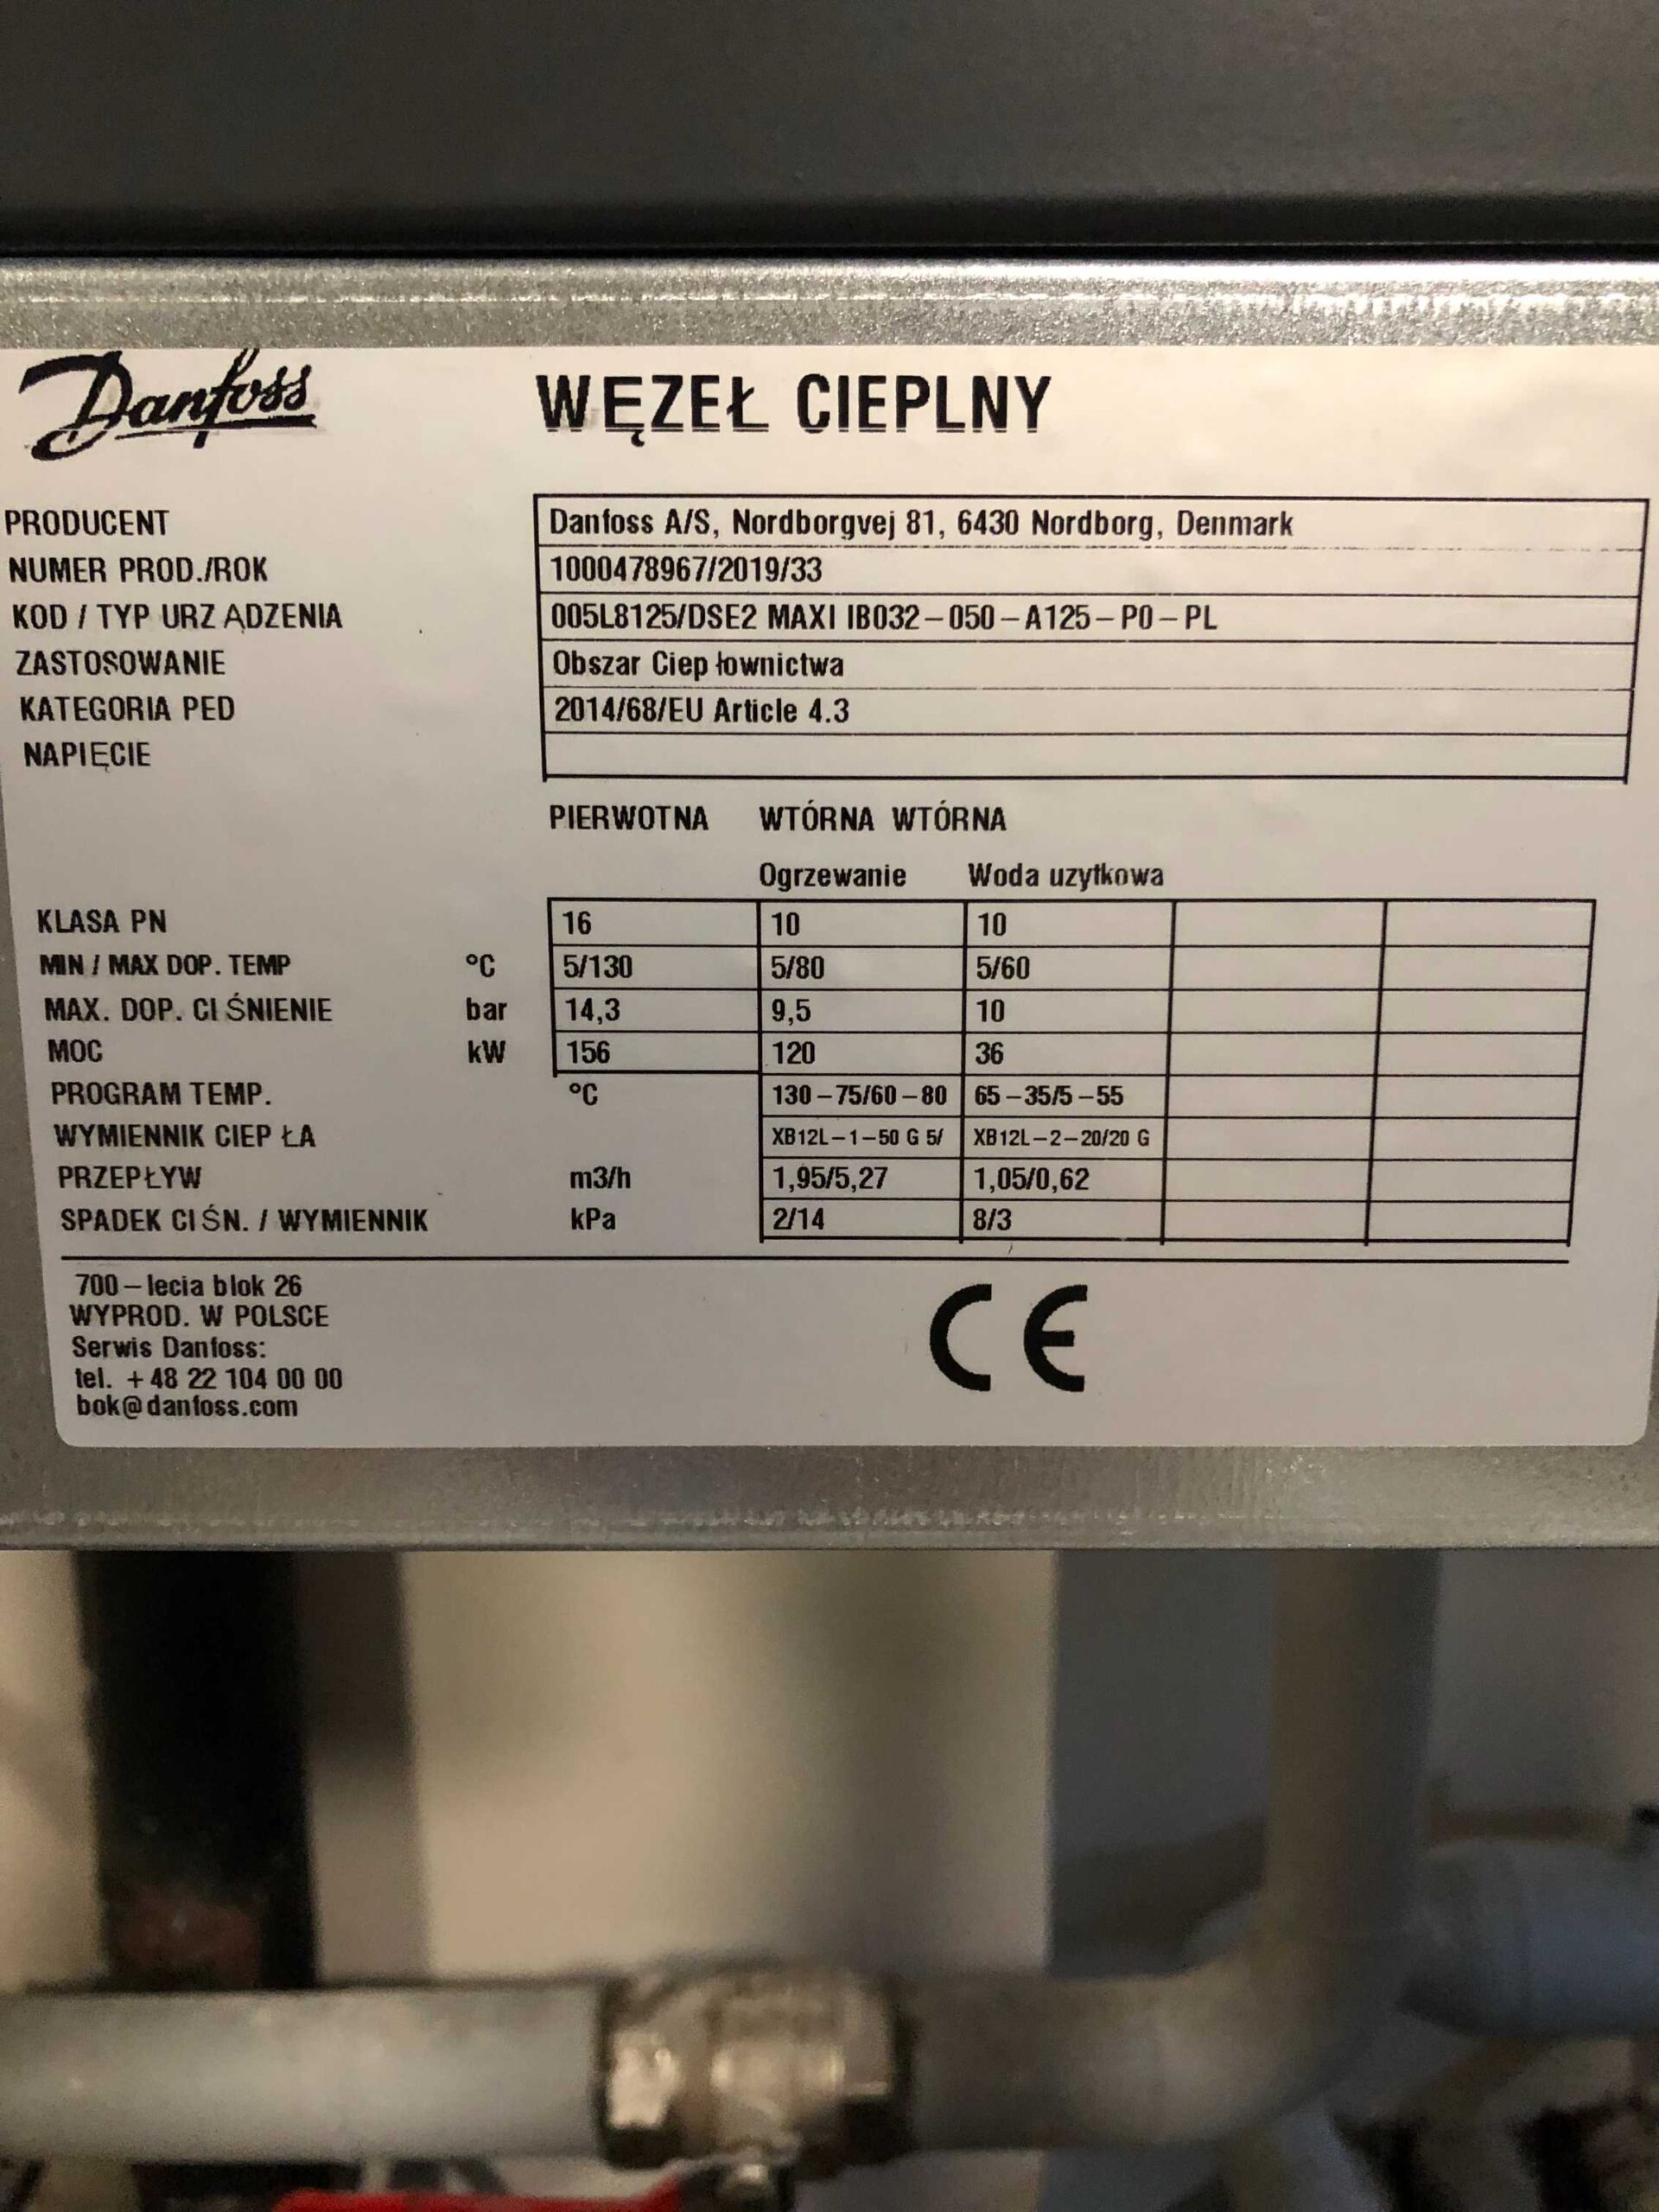 Danfoss WĘZEŁ CIEPLNY
PRODUCENT Danfoss A/S, Nordborgvej 81, 6430 Nordborg, Denmark
NUMER PROD./ROK 1000478967/2019/33
KOD / TYP URZĄDZENIA 005L8125/DSE2 MAXI IB032-050-A125-P0-PL
ZASTOSOWANIE Obszar Ciepłownictwa
KATEGORIA PED 2014/68/EU Article 4.3
NAPIĘCIE
PIERWOTNA WTÓRNA WTÓRNA
Ogrzewanie Woda uzytkowa
KLASA PN 16 10 10
MIN / MAX DOP. TEMP °C 5/130 5/80 5/60
MAX. DOP. CIŚNIENIE bar 14,3 9,5 10
MOC kW 156 120 36
PROGRAM TEMP. °C 130-75/60-80 65-35/5-55
WYMIENNIK CIEPŁA XB12L-1-50 G 5/ XB12L-2-20/20 G
PRZEPŁYW m3/h 1,95/5,27 1,05/0,62
SPADEK CIŚN. / WYMIENNIK kPa 2/14 8/3
700-lecia blok 26
WYPROD. W POLSCE
Serwis Danfoss:
tel. +48 22 104 00 00
bok@danfoss.com
CE